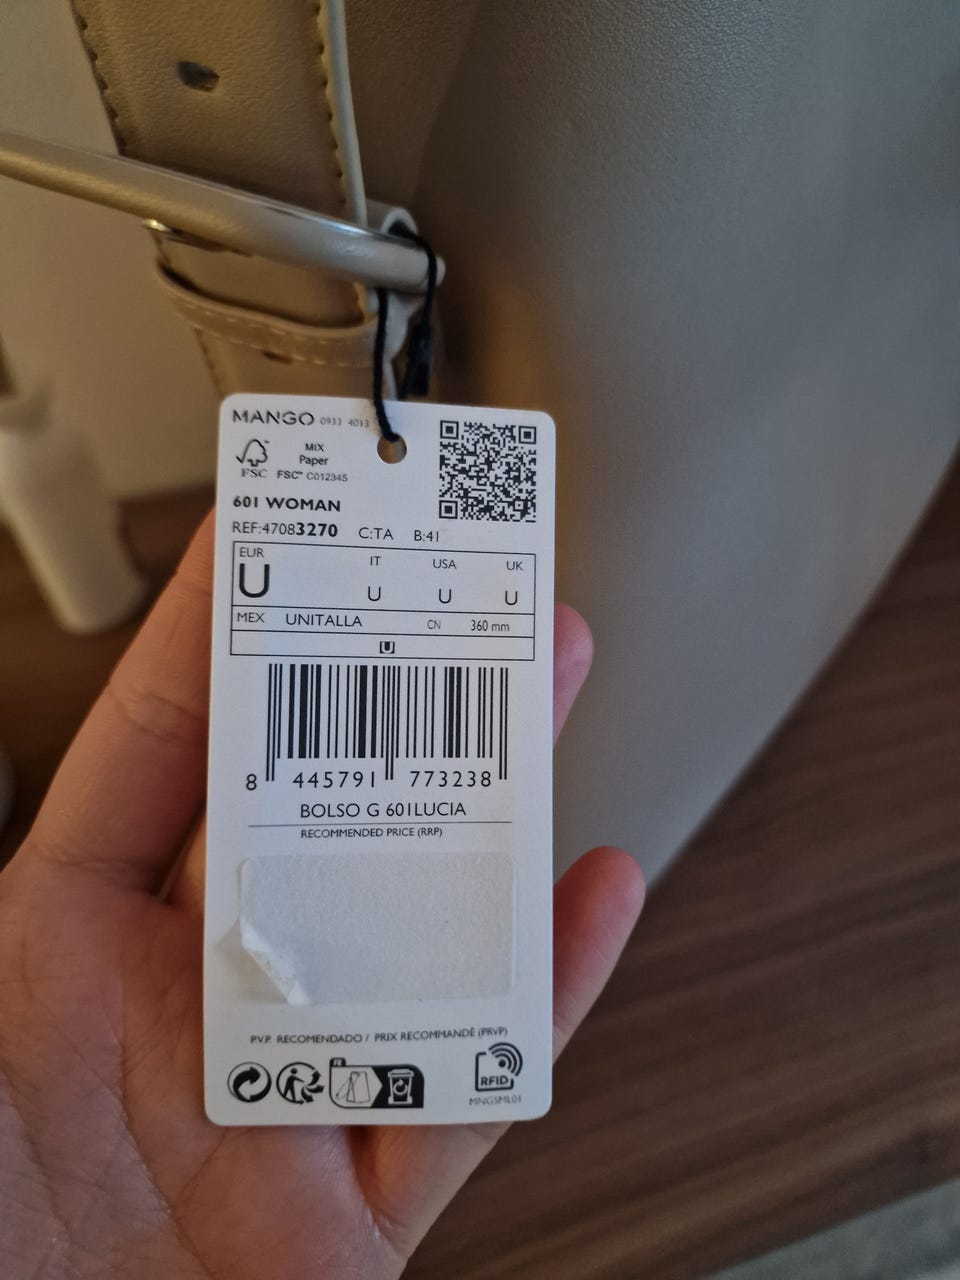 MANGO 0933 4013
MIX
Paper
FSC FSC™ C012345
601 WOMAN
REF:47083270 C:TA B:41
EUR IT USA UK
U U U U
MEX UNITALLA CN 360 mm
U
8 445791 773238
BOLSO G 601LUCIA
RECOMMENDED PRICE (RRP)
P.V.P. RECOMENDADO / PRIX RECOMMANDÉ (PRVP)
FR
RFID
MNGSML01